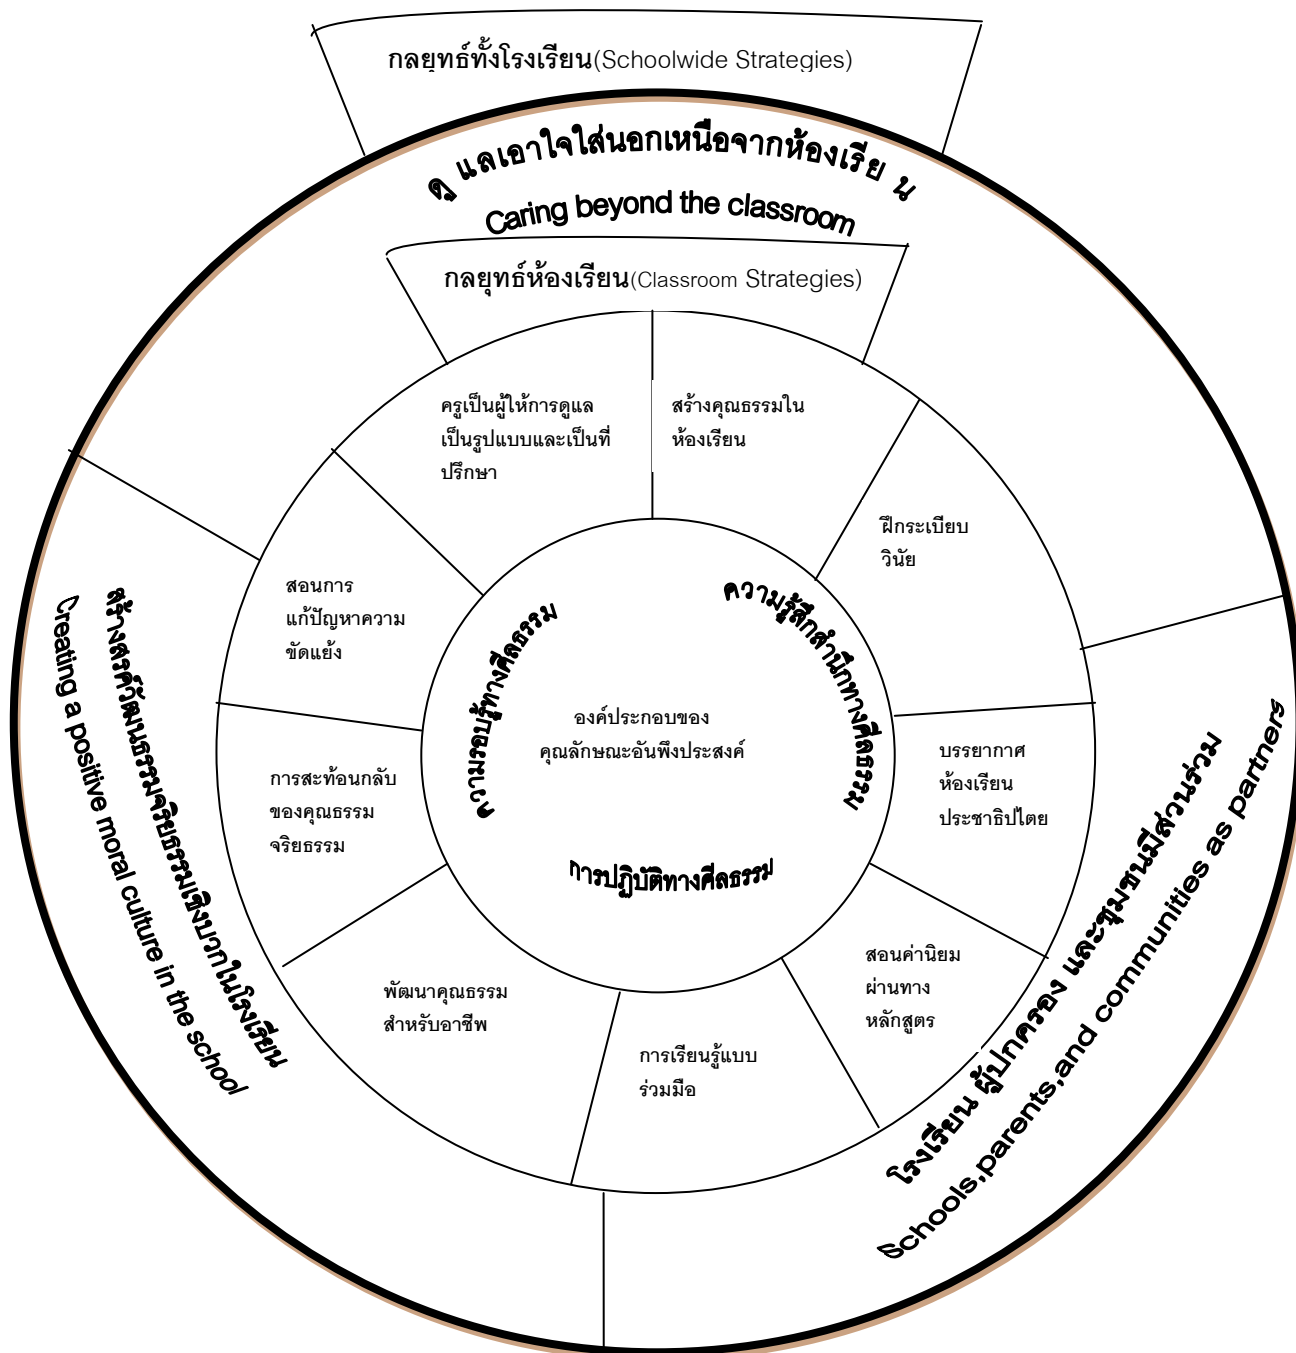 กลยุทธ์ทั้งโรงเรียน(Schoolwide Strategies)
ดู แลเอาใจใส่นอกเหนือจากห้องเรีย น
Caring beyond the classroom
กลยุทธ์ห้องเรียน(Classroom Strategies)
ครูเป็นผู้ให้การดูแล
เป็นรูปแบบและเป็นที่
ปรึกษา
สร้างคุณธรรมใน
ห้องเรียน
ฝึกระเบียบ
วินัย
บรรยากาศ
ห้องเรียน
ประชาธิปไตย
สอนค่านิยม
ผ่านทาง
หลักสูตร
การเรียนรู้แบบ
ร่วมมือ
พัฒนาคุณธรรม
สำหรับอาชีพ
การสะท้อนกลับ
ของคุณธรรม
จริยธรรม
สอนการ
แก้ปัญหาความ
ขัดแย้ง
ความรอบรู้ทางศีลธรรม
ความรู้สึกสำนึกทางศีลธรรม
องค์ประกอบของ
คุณลักษณะอันพึงประสงค์
การปฏิบัติทางศีลธรรม
สร้างสรค์วัฒนธรรมจริยธรรมเชิงบวกในโรงเรียน
Creating a positive moral culture in the school
โรงเรียน ผู้ปกครอง และชุมชนมีส่วนร่วม
Schools,parents,and communities as partners